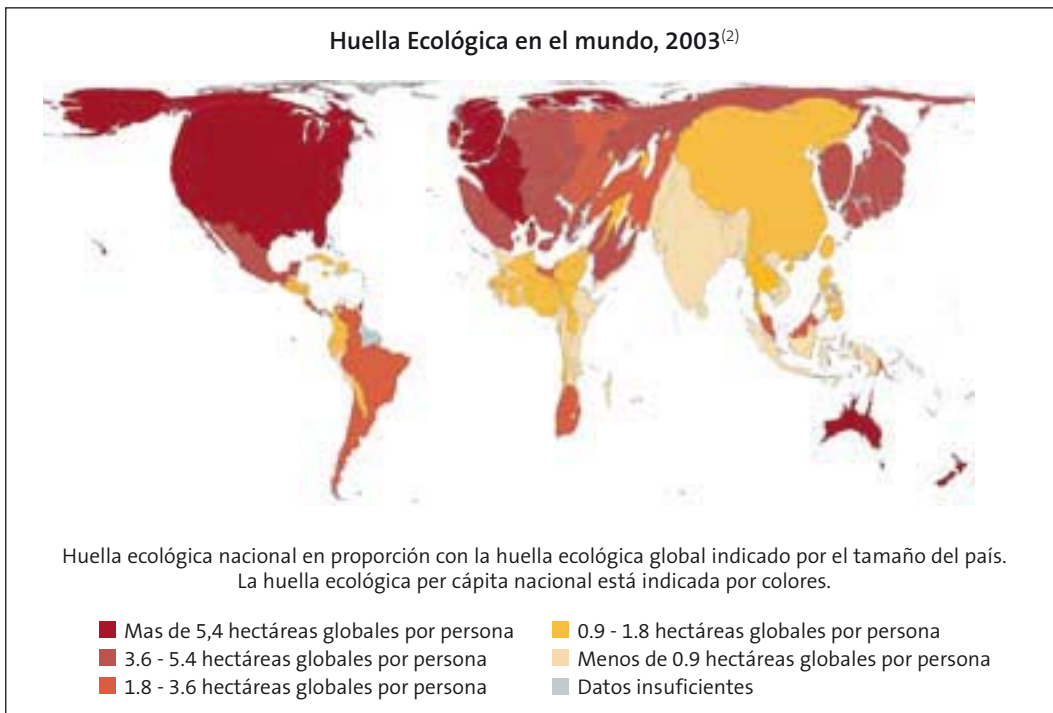 Huella Ecológica en el mundo, 2003(2)
Huella ecológica nacional en proporción con la huella ecológica global indicado por el tamaño del país.
La huella ecológica per cápita nacional está indicada por colores.
Mas de 5,4 hectáreas globales por persona
3.6 - 5.4 hectáreas globales por persona
1.8 - 3.6 hectáreas globales por persona
0.9 - 1.8 hectáreas globales por persona
Menos de 0.9 hectáreas globales por persona
Datos insuficientes